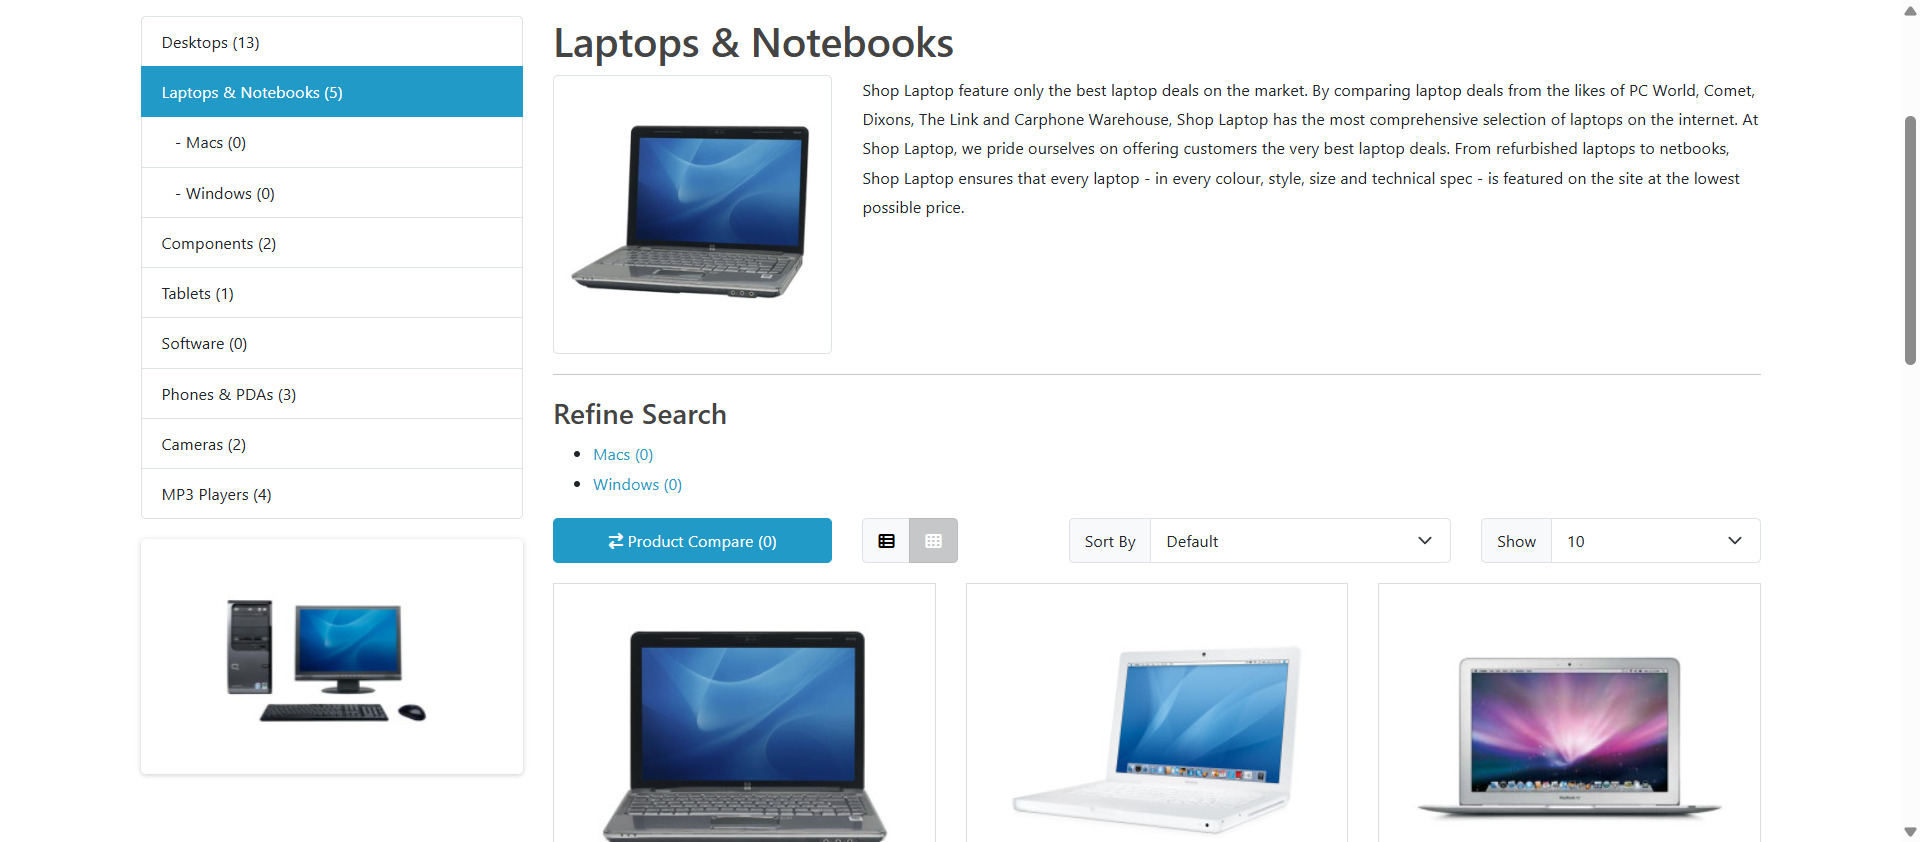 Desktops (13)
Laptops & Notebooks (5)
- Macs (0)
- Windows (0)
Components (2)
Tablets (1)
Software (0)
Phones & PDAs (3)
Cameras (2)
MP3 Players (4)
Laptops & Notebooks
Shop Laptop feature only the best laptop deals on the market. By comparing laptop deals from the likes of PC World, Comet,
Dixons, The Link and Carphone Warehouse, Shop Laptop has the most comprehensive selection of laptops on the internet. At
Shop Laptop, we pride ourselves on offering customers the very best laptop deals. From refurbished laptops to netbooks,
Shop Laptop ensures that every laptop - in every colour, style, size and technical spec - is featured on the site at the lowest
possible price.
Refine Search
Macs (0)
Windows (0)
Product Compare (0)
Sort By Default
Show 10